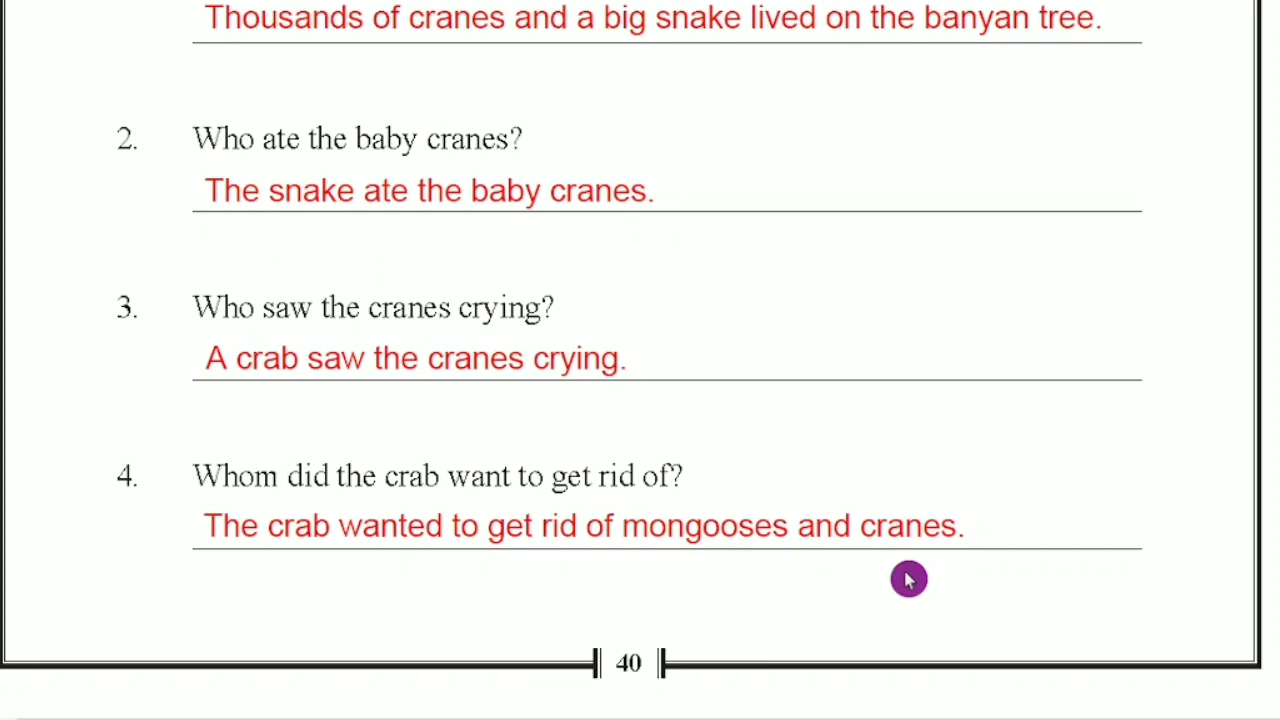 Thousands of cranes and a big snake lived on the banyan tree.
2. Who ate the baby cranes?
The snake ate the baby cranes.
3. Who saw the cranes crying?
A crab saw the cranes crying.
4. Whom did the crab want to get rid of?
The crab wanted to get rid of mongooses and cranes.
40